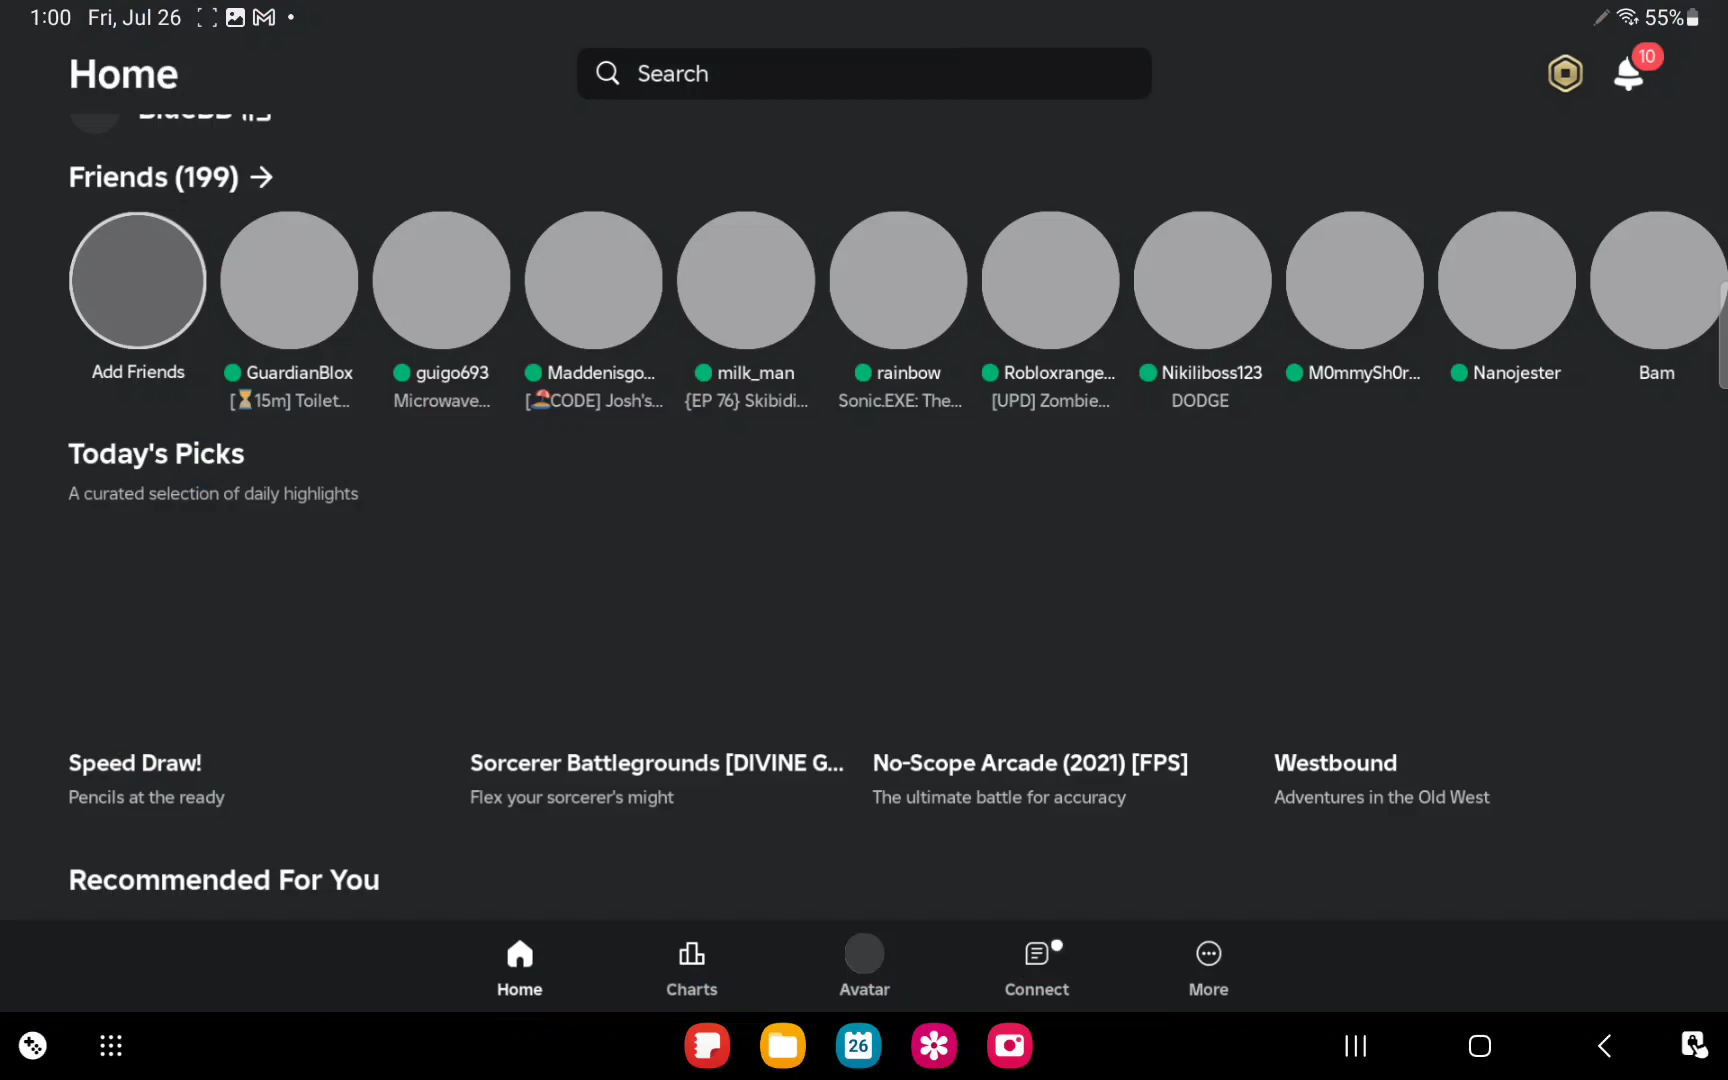 1:00 Fri, Jul 26
55%
Home
Search
10
Friends (199)
Add Friends
GuardianBlox
[⏳15m] Toilet...
guigo693
Microwave...
Maddenisgo...
[🏖️CODE] Josh's...
milk_man
{EP 76} Skibidi...
rainbow
Sonic.EXE: The...
Robloxrange...
[UPD] Zombie...
Nikiliboss123
DODGE
M0mmySh0r...
Nanojester
Bam
Today's Picks
A curated selection of daily highlights
Speed Draw!
Pencils at the ready
Sorcerer Battlegrounds [DIVINE G...
Flex your sorcerer's might
No-Scope Arcade (2021) [FPS]
The ultimate battle for accuracy
Westbound
Adventures in the Old West
Recommended For You
Home
Charts
Avatar
Connect
More
26